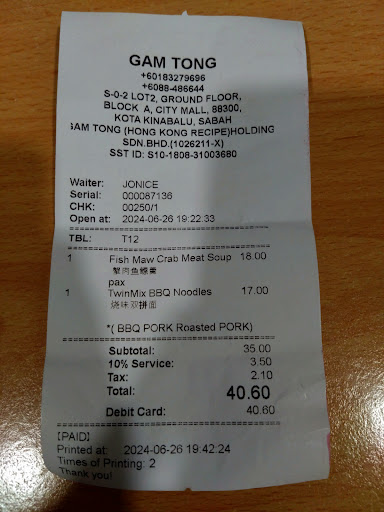 GAM TONG
+60183279696
+6088-486644
S-0-2 LOT2, GROUND FLOOR,
BLOCK A, CITY MALL, 88300,
KOTA KINABALU, SABAH
GAM TONG (HONG KONG RECIPE)HOLDING
SDN.BHD.(1026211-X)
SST ID: S10-1808-31003680
Waiter: JONICE
Serial: 000087136
CHK: 00250/1
Open at: 2024-06-26 19:22:33
TBL: T12
1 Fish Maw Crab Meat Soup 18.00
蟹肉鱼鳔羹
pax
1 TwinMix BBQ Noodles 17.00
烧味双拼面
*( BBQ PORK Roasted PORK)
Subtotal: 35.00
10% Service: 3.50
Tax: 2.10
Total: 40.60
Debit Card: 40.60
[PAID]
Printed at: 2024-06-26 19:42:24
Times of Printing: 2
Thank you!